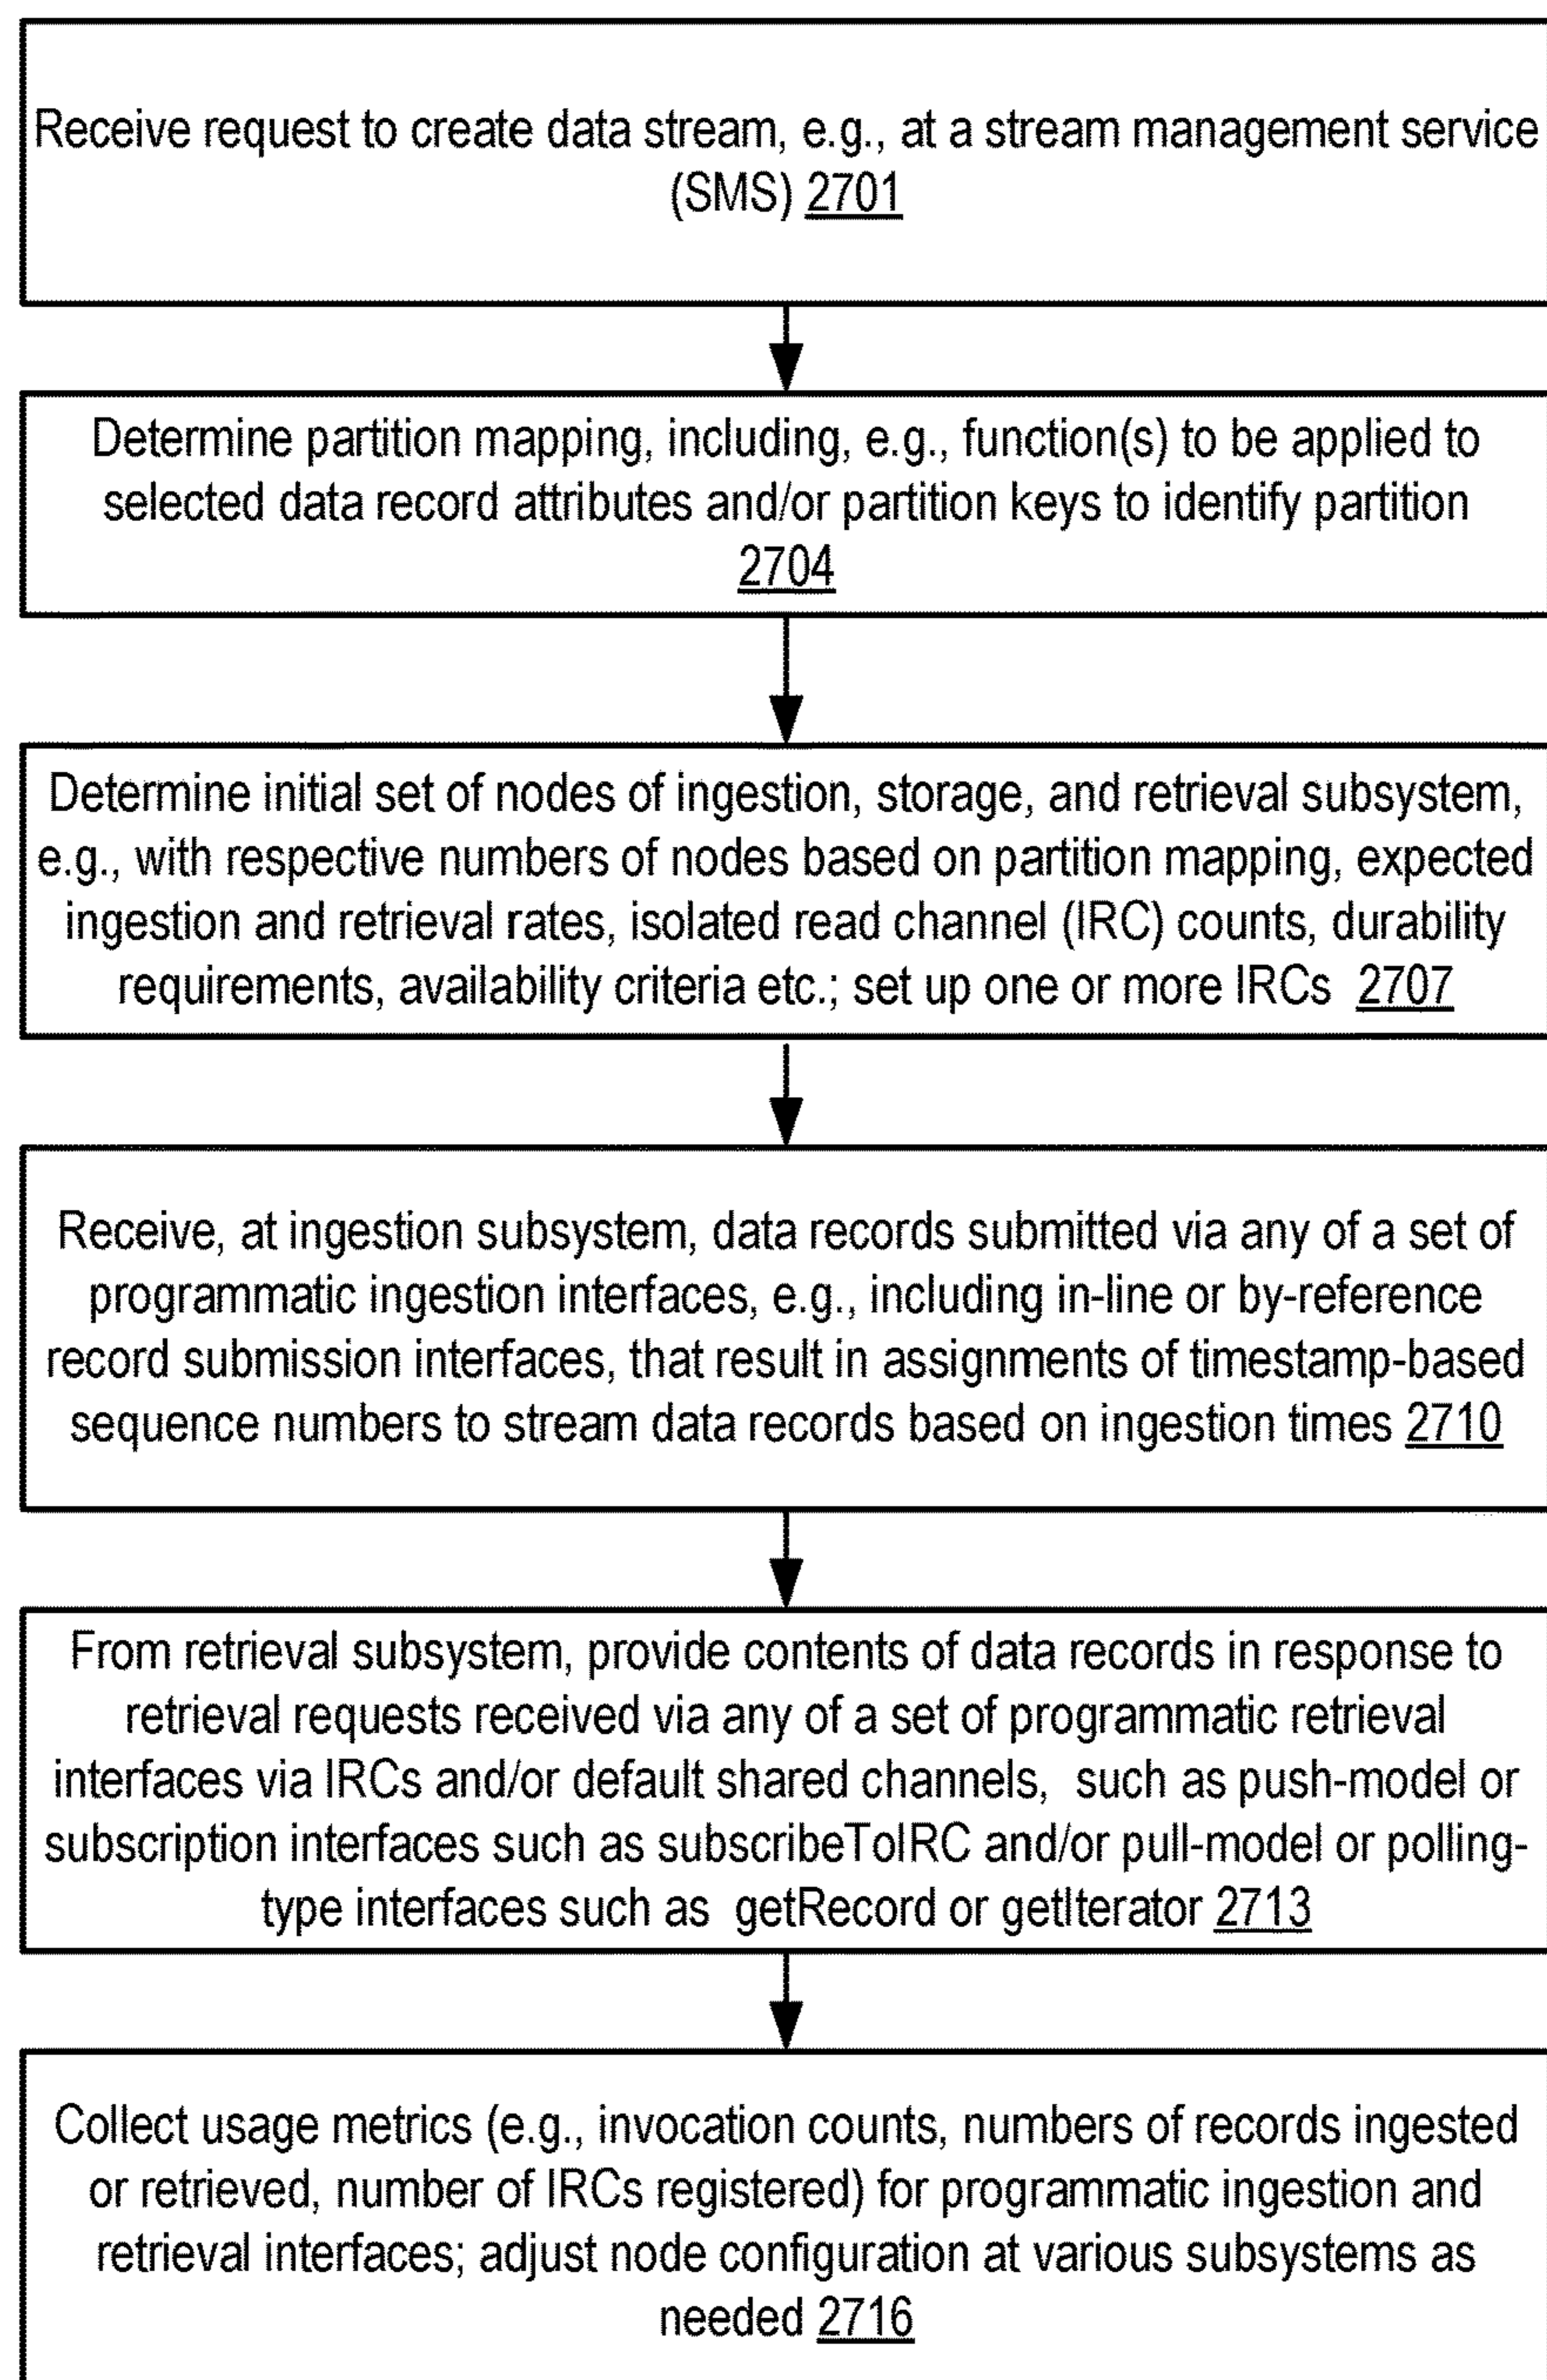 Receive request to create data stream, e.g., at a stream management service
(SMS) 2701
Determine partition mapping, including, e.g., function(s) to be applied to
selected data record attributes and/or partition keys to identify partition
2704
Determine initial set of nodes of ingestion, storage, and retrieval subsystem,
e.g., with respective numbers of nodes based on partition mapping, expected
ingestion and retrieval rates, isolated read channel (IRC) counts, durability
requirements, availability criteria etc.; set up one or more IRCs 2707
Receive, at ingestion subsystem, data records submitted via any of a set of
programmatic ingestion interfaces, e.g., including in-line or by-reference
record submission interfaces, that result in assignments of timestamp-based
sequence numbers to stream data records based on ingestion times 2710
From retrieval subsystem, provide contents of data records in response to
retrieval requests received via any of a set of programmatic retrieval
interfaces via IRCs and/or default shared channels, such as push-model or
subscription interfaces such as subscribeToIRC and/or pull-model or polling-
type interfaces such as getRecord or getIterator 2713
Collect usage metrics (e.g., invocation counts, numbers of records ingested
or retrieved, number of IRCs registered) for programmatic ingestion and
retrieval interfaces; adjust node configuration at various subsystems as
needed 2716